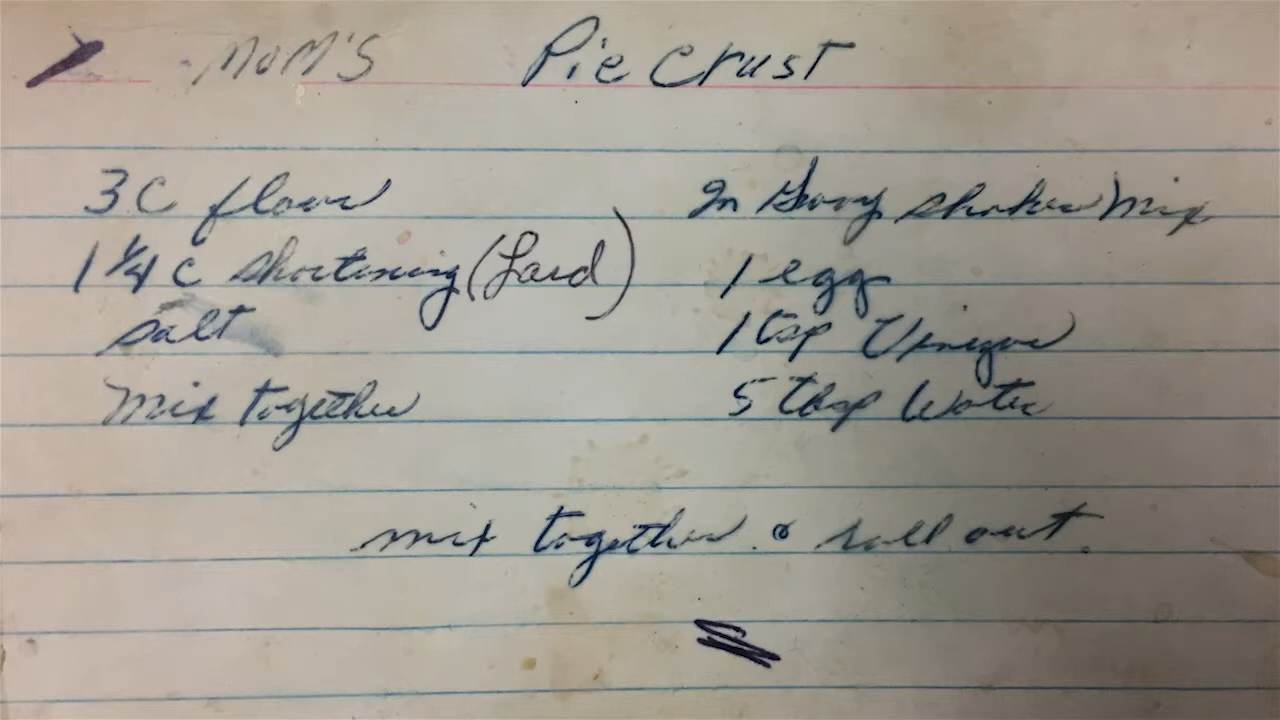 MOM'S Pie Crust
3 C flour
1 1/4 C shortening (Lard)
salt
Mix together
In Gravy shaker Mix
1 egg
1 tsp Vinegar
5 tbsp Water
mix together & roll out.